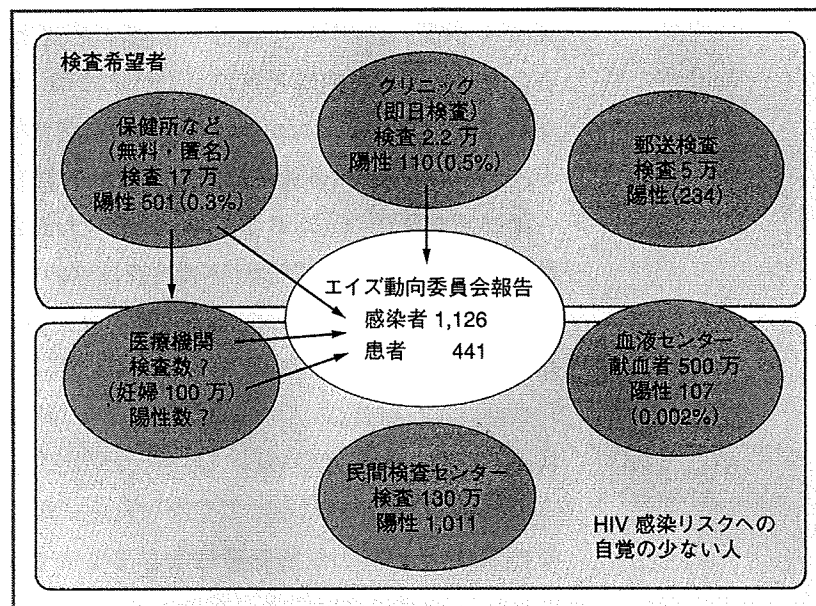 検査希望者
保健所など
(無料・匿名)
検査 17 万
陽性 501(0.3%)
クリニック
(即日検査)
検査 2.2 万
陽性 110(0.5%)
郵送検査
検査 5 万
陽性(234)
エイズ動向委員会報告
感染者 1,126
患者 441
医療機関
検査数?
(妊婦 100 万)
陽性数?
血液センター
献血者 500 万
陽性 107
(0.002%)
民間検査センター
検査 130 万
陽性 1,011
HIV 感染リスクへの
自覚の少ない人